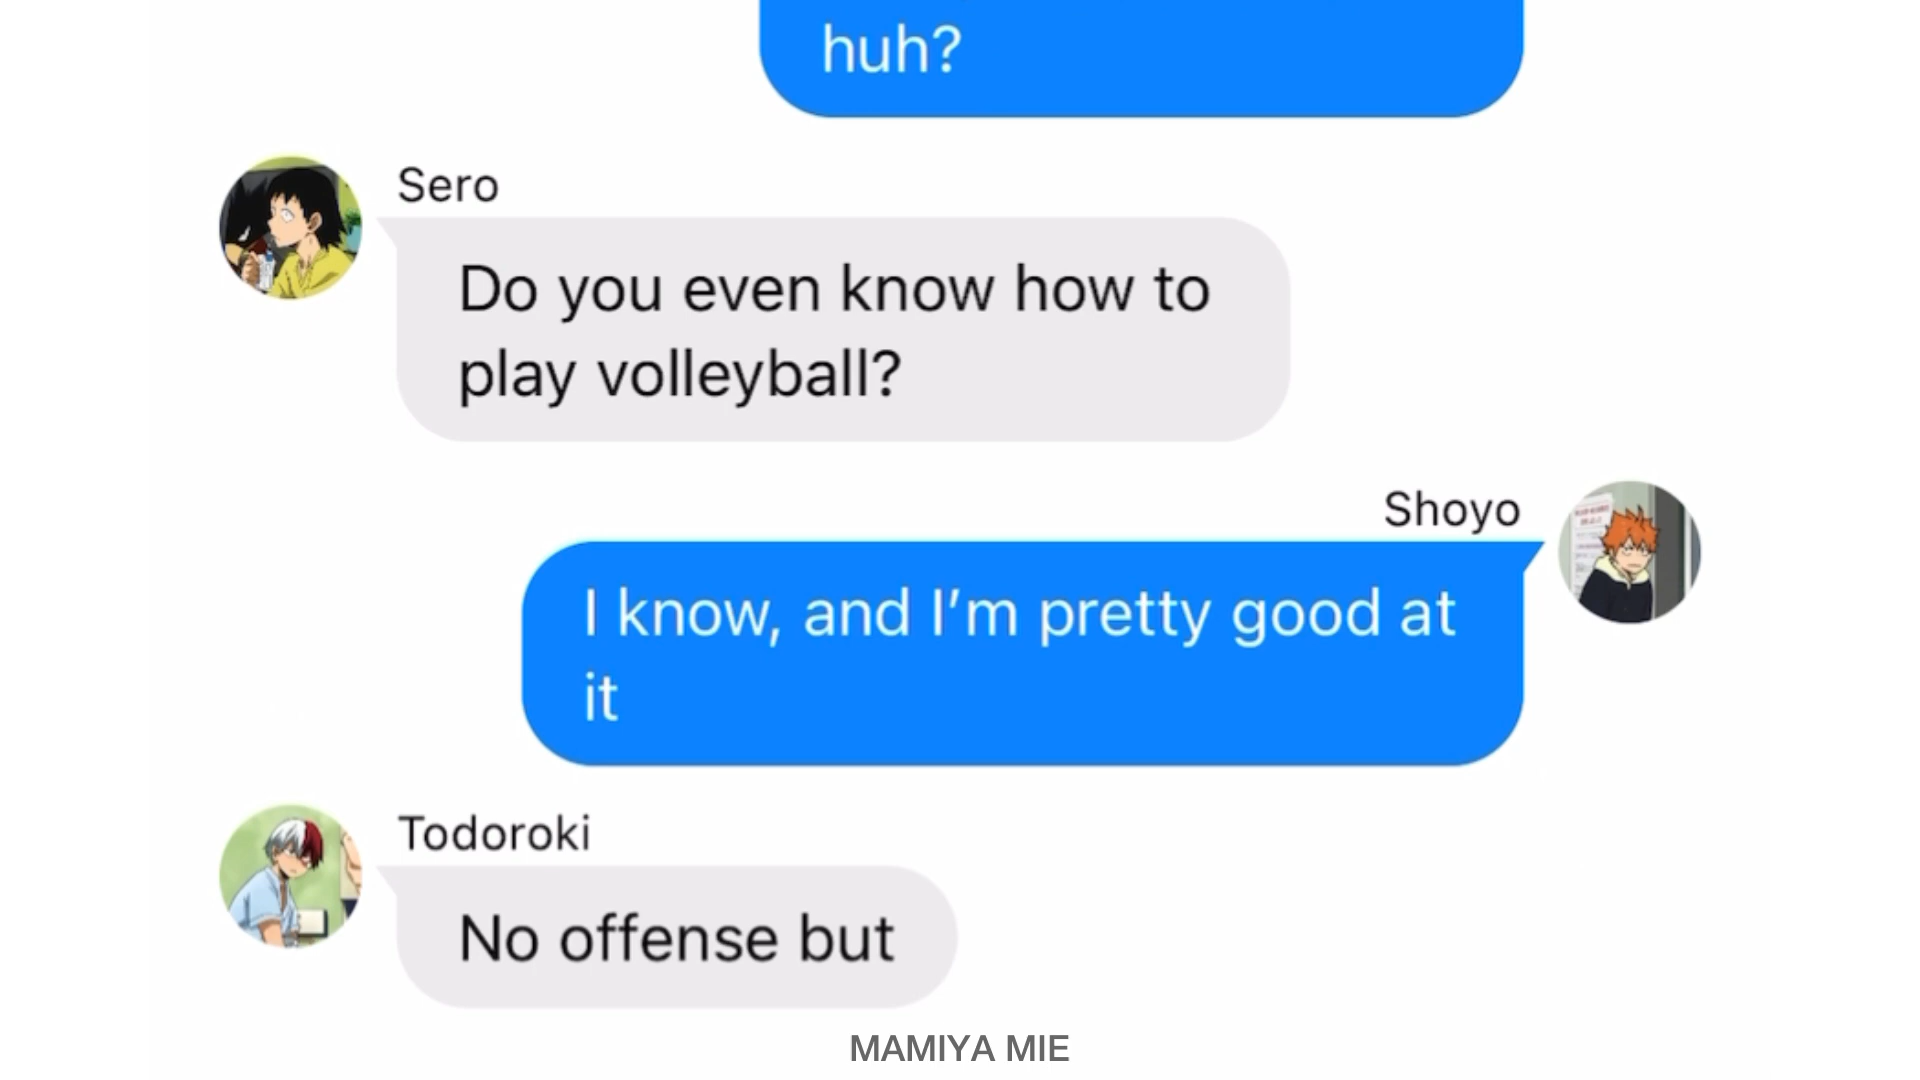 huh?
Sero
Do you even know how to
play volleyball?
Shoyo
I know, and I’m pretty good at
it
Todoroki
No offense but
MAMIYA MIE